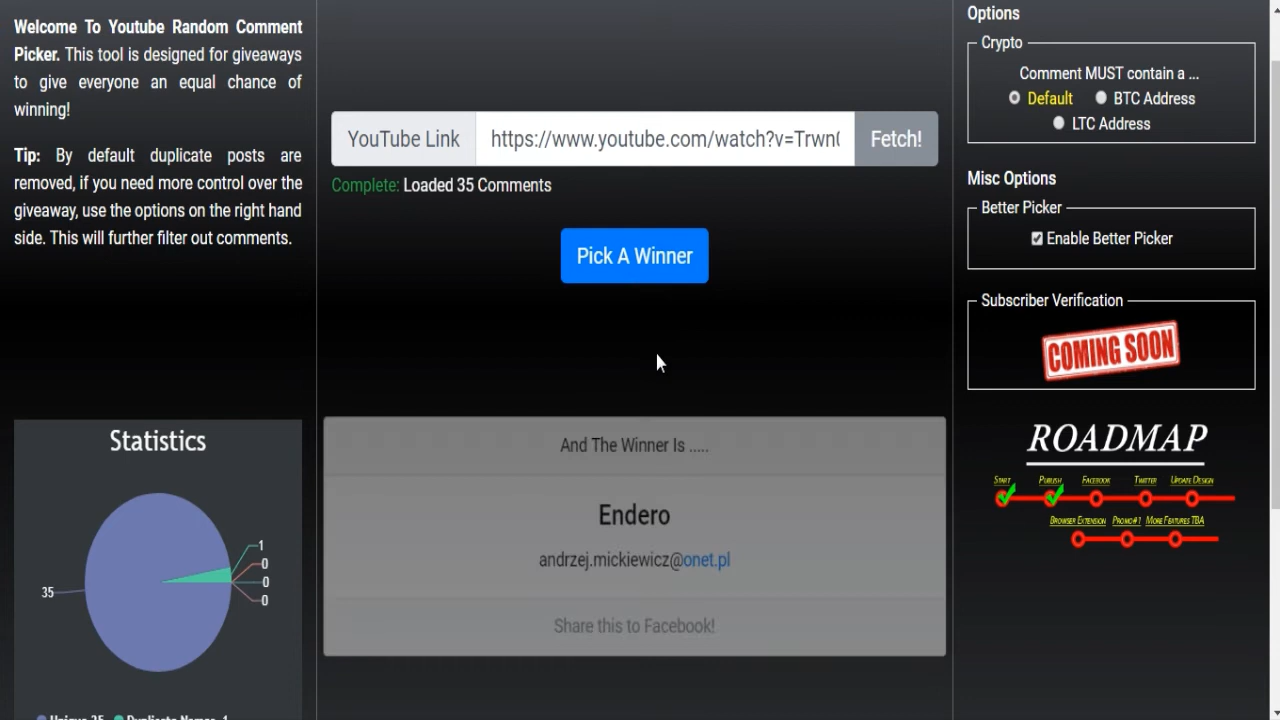 Welcome To Youtube Random Comment
Picker. This tool is designed for giveaways
to give everyone an equal chance of
winning!
Tip: By default duplicate posts are
removed, if you need more control over the
giveaway, use the options on the right hand
side. This will further filter out comments.
Statistics
35
1
0
0
0
Unique 35
Duplicate Names 1
YouTube Link
https://www.youtube.com/watch?v=Trwn
Fetch!
Complete: Loaded 35 Comments
Pick A Winner
And The Winner Is .....
Endero
andrzej.mickiewicz@onet.pl
Share this to Facebook!
Options
Crypto
Comment MUST contain a ...
Default
BTC Address
LTC Address
Misc Options
Better Picker
Enable Better Picker
Subscriber Verification
COMING SOON
ROADMAP
START PUBLISH FACEBOOK TWITTER UPDATE DESIGN
BROWSER EXTENSION PROMO#1 MORE FEATURES TBA